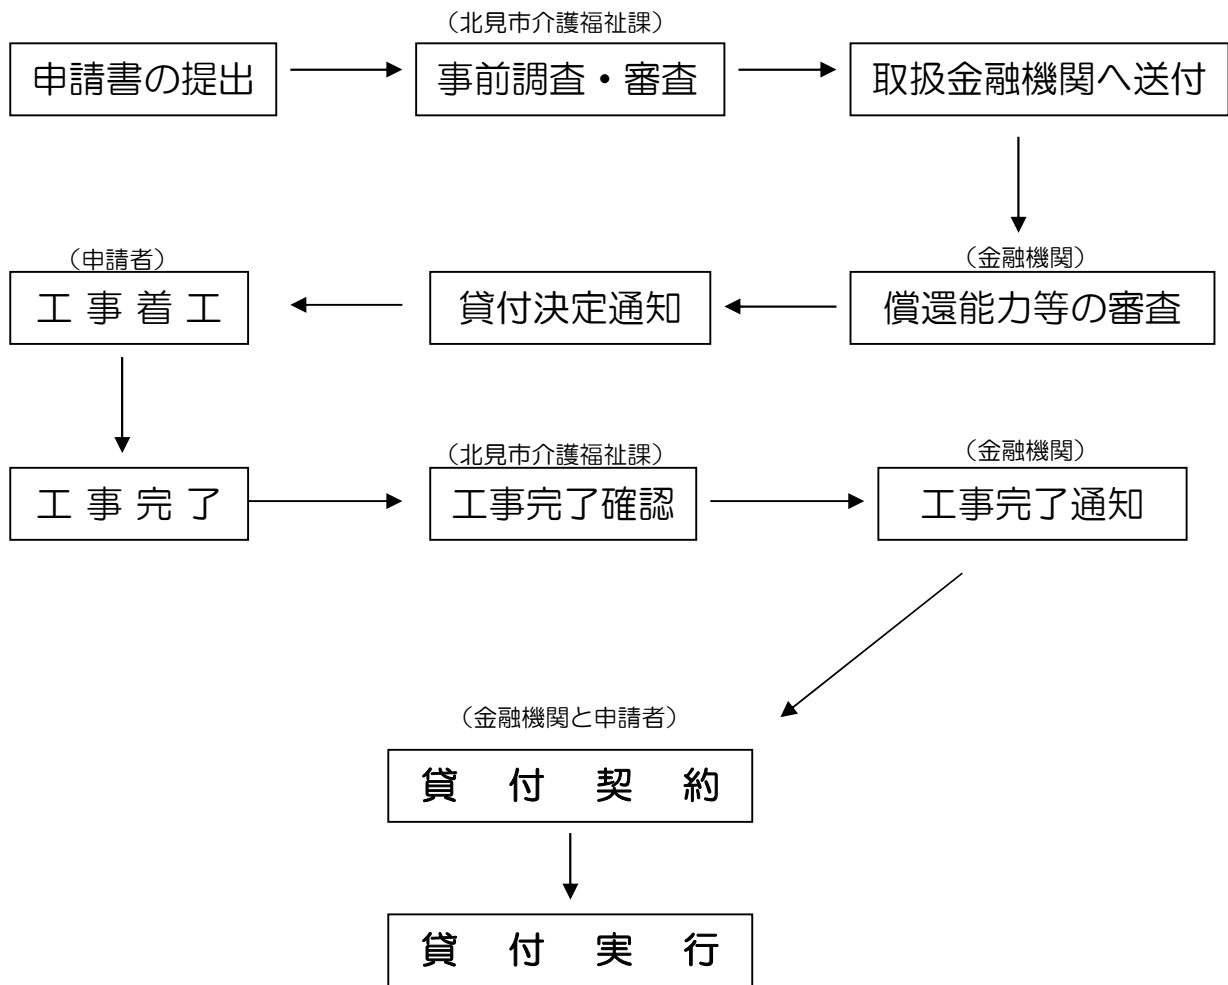 （北見市介護福祉課）
申請書の提出
事前調査・審査
取扱金融機関へ送付
（金融機関）
償還能力等の審査
貸付決定通知
（申請者）
工 事 着 工
工 事 完 了
（北見市介護福祉課）
工事完了確認
（金融機関）
工事完了通知
（金融機関と申請者）
貸 付 契 約
貸 付 実 行